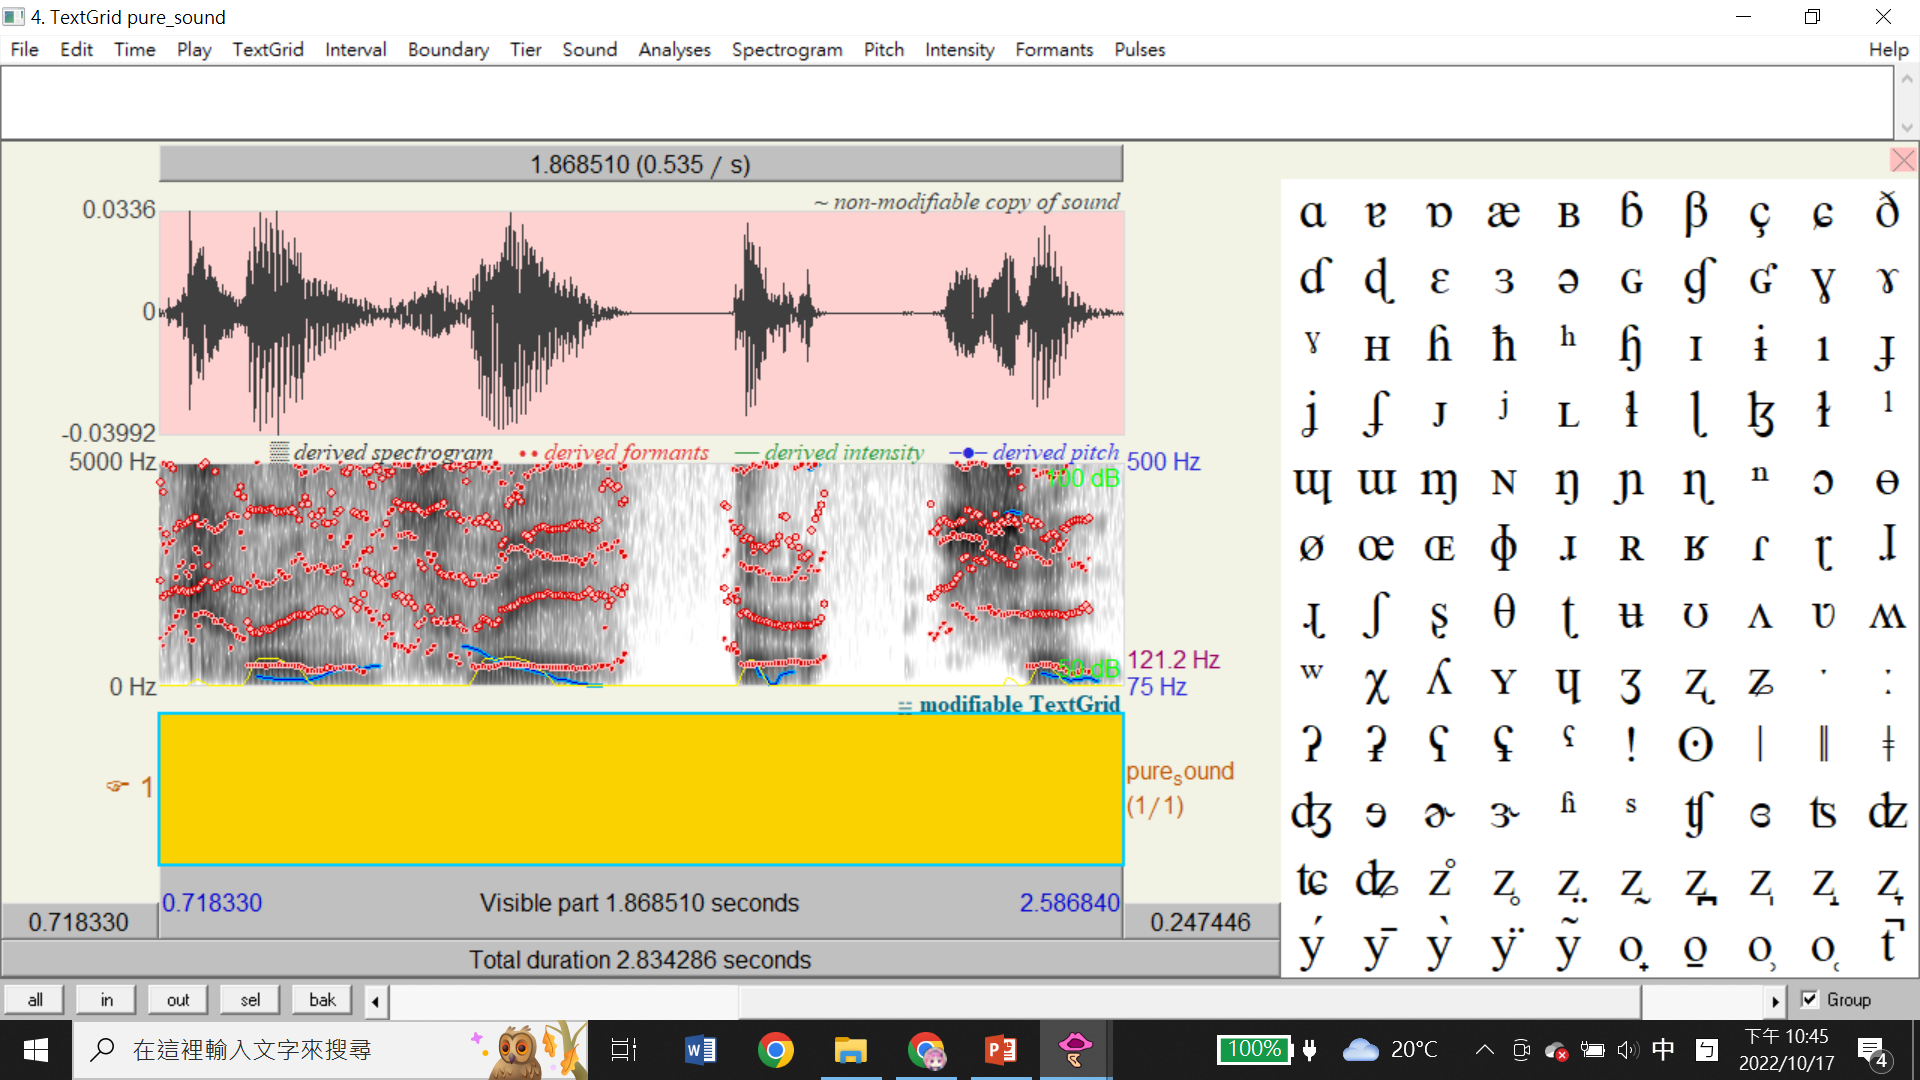 4. TextGrid pure_sound
File Edit Time Play TextGrid Interval Boundary Tier Sound Analyses Spectrogram Pitch Intensity Formants Pulses Help
1.868510 (0.535 / s)
~ non-modifiable copy of sound
0.0336
0
-0.03992
derived spectrogram derived formants derived intensity derived pitch
5000 Hz
500 Hz
100 dB
121.2 Hz
50 dB
0 Hz
75 Hz
modifiable TextGrid
☞ 1
puresound
(1/1)
0.718330 Visible part 1.868510 seconds 2.586840
0.718330
0.247446
Total duration 2.834286 seconds
all in out sel bak Group
ɑ ɐ ɒ æ ʙ ɓ β ç ɕ ð
ɗ ɖ ɛ ɜ ə ɢ ɠ ʛ ɣ ɤ
ˠ ʜ ɦ ħ ʰ ɧ ɪ ɨ ı ɟ
ʝ ʄ ᴊ ʲ ʟ ɫ ɭ ɮ ɬ ˡ
ɰ ɯ ɱ ɴ ŋ ɲ ɳ ⁿ ɔ ɵ
ø œ ɶ ɸ ɹ ʀ ʁ ɾ ɽ ɺ
ɻ ʃ ʂ θ ʈ ʉ ʊ ʌ ʋ ʍ
ʷ χ ʎ ʏ ɥ ʒ ʐ ʑ ˑ ː
ʔ ʡ ʕ ʢ ˤ ! ʘ ǀ ǁ ǂ
ʤ ɘ ɚ ɝ ʱ ˢ ʧ ɞ ʦ ʣ
ʨ ʥ z̊ z̥ z̤ z̰ z̪ z̩ z̺ z̞
ý ȳ ỳ ÿ ỹ o̟ o̠ o̹ o̜ t̚
在這裡輸入文字來搜尋
100%
20°C
中
ㄅ
下午 10:45
2022/10/17
4